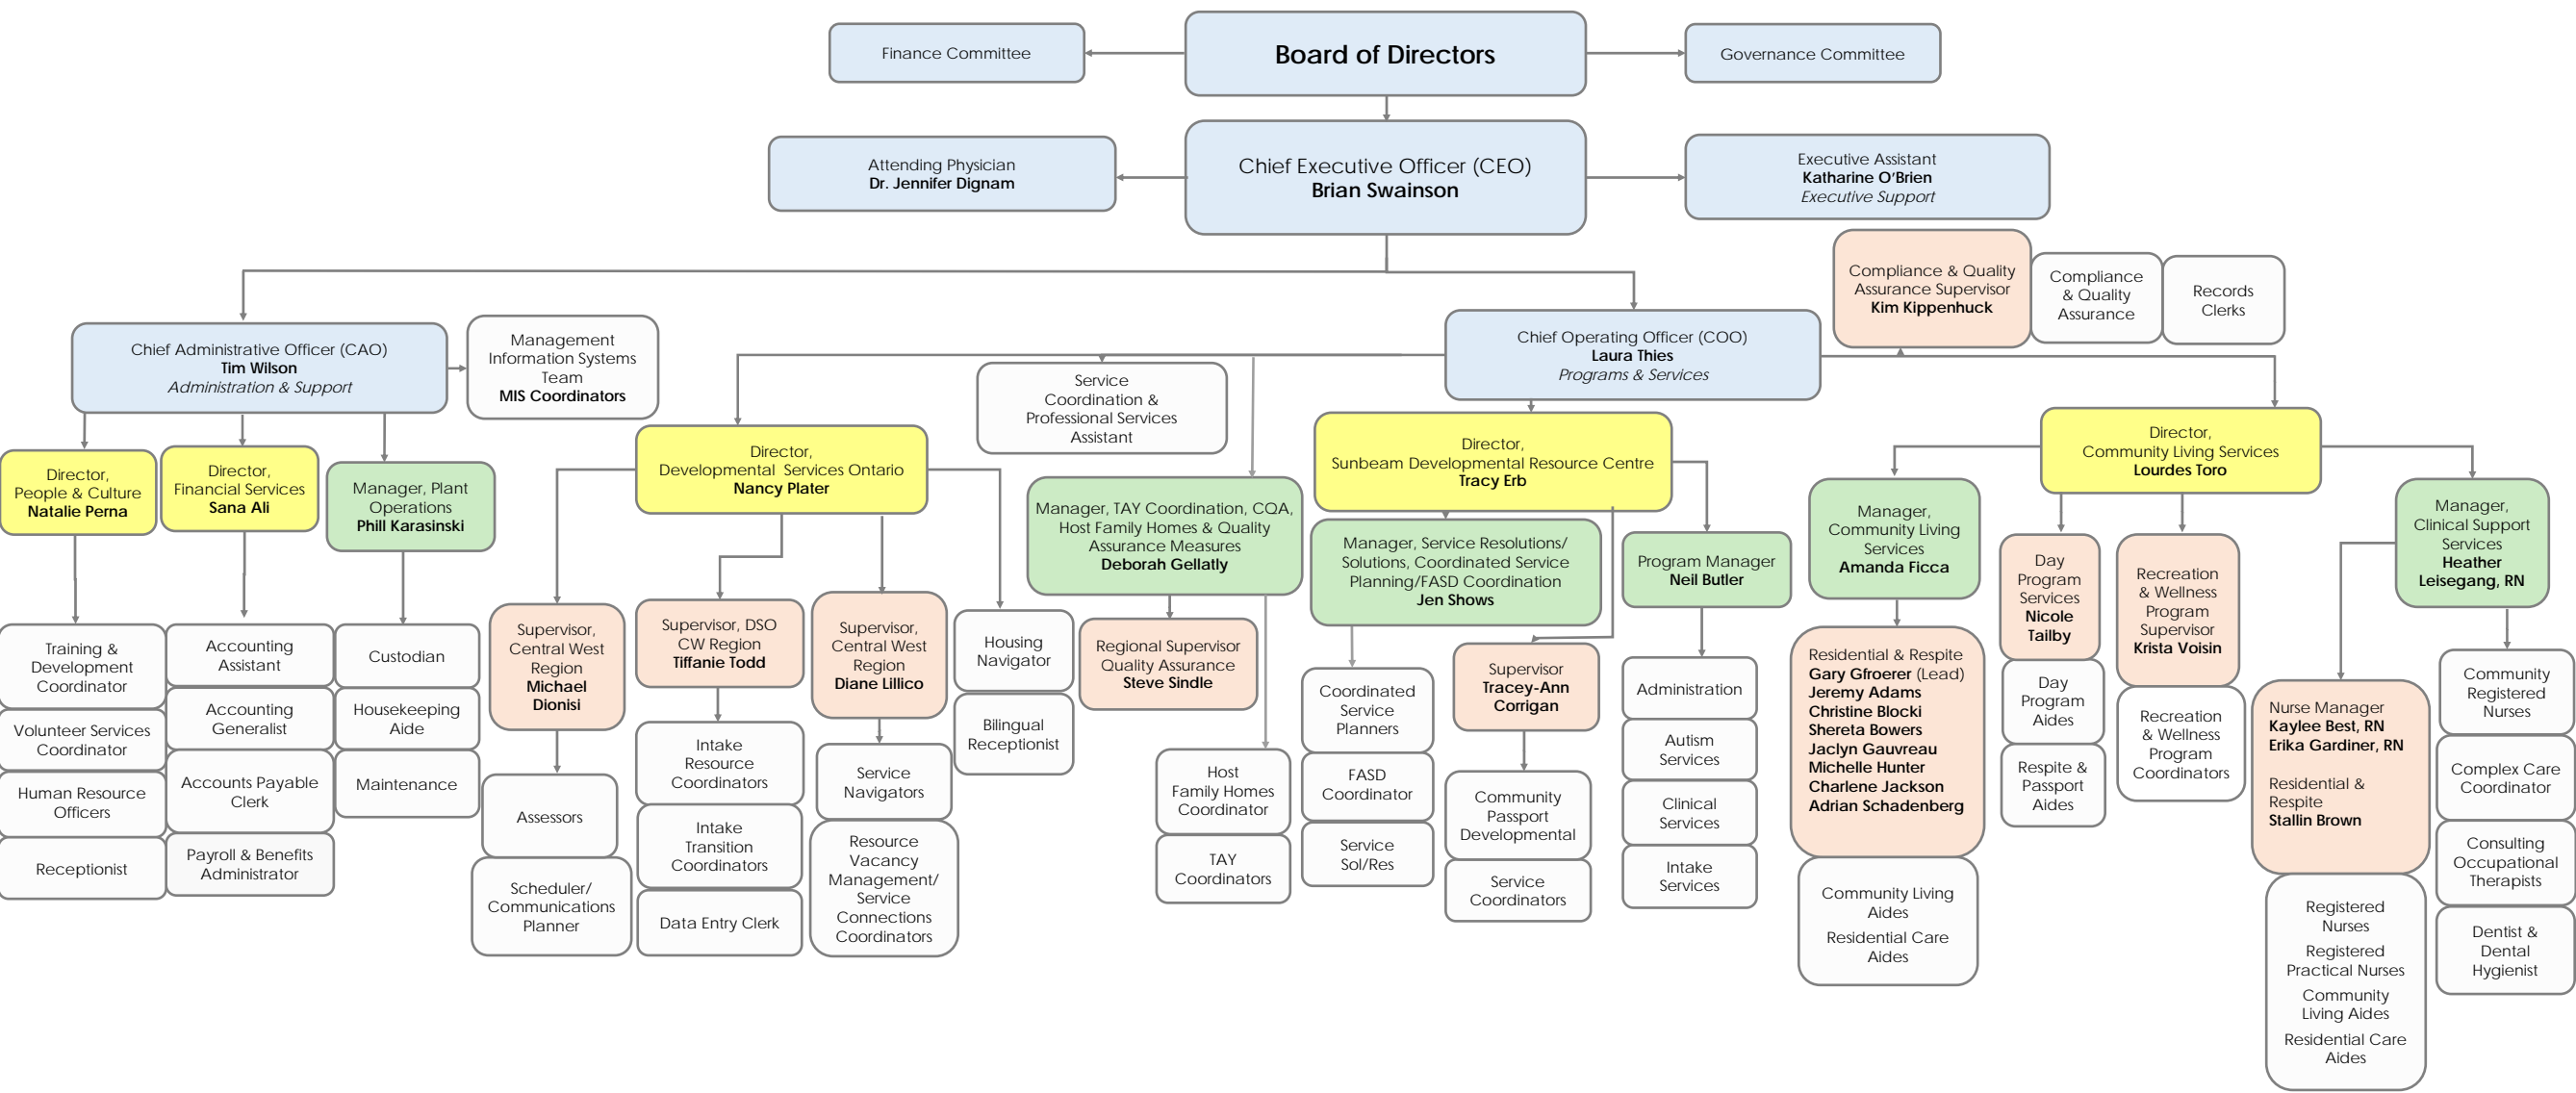 Finance Committee
Board of Directors
Governance Committee
Attending Physician
Dr. Jennifer Dignam
Chief Executive Officer (CEO)
Brian Swainson
Executive Assistant
Katharine O'Brien
Executive Support
Compliance & Quality
Assurance Supervisor
Kim Kippenhuck
Compliance
& Quality
Assurance
Records
Clerks
Chief Administrative Officer (CAO)
Tim Wilson
Administration & Support
Management
Information Systems
Team
MIS Coordinators
Chief Operating Officer (COO)
Laura Thies
Programs & Services
Service
Coordination &
Professional Services
Assistant
Director,
People & Culture
Natalie Perna
Director,
Financial Services
Sana Ali
Manager, Plant
Operations
Phill Karasinski
Director,
Developmental  Services Ontario
Nancy Plater
Manager, TAY Coordination, CQA,
Host Family Homes & Quality
Assurance Measures
Deborah Gellatly
Director,
Sunbeam Developmental Resource Centre
Tracy Erb
Manager, Service Resolutions/
Solutions, Coordinated Service
Planning/FASD Coordination
Jen Shows
Program Manager
Neil Butler
Director,
Community Living Services
Lourdes Toro
Manager,
Community Living
Services
Amanda Ficca
Day
Program
Services
Nicole
Tailby
Recreation
& Wellness
Program
Supervisor
Krista Voisin
Manager,
Clinical Support
Services
Heather
Leisegang, RN
Training &
Development
Coordinator
Volunteer Services
Coordinator
Human Resource
Officers
Receptionist
Accounting
Assistant
Accounting
Generalist
Accounts Payable
Clerk
Payroll & Benefits
Administrator
Custodian
Housekeeping
Aide
Maintenance
Supervisor,
Central West
Region
Michael
Dionisi
Assessors
Scheduler/
Communications
Planner
Supervisor, DSO
CW Region
Tiffanie Todd
Intake
Resource
Coordinators
Intake
Transition
Coordinators
Data Entry Clerk
Supervisor,
Central West
Region
Diane Lillico
Service
Navigators
Resource
Vacancy
Management/
Service
Connections
Coordinators
Housing
Navigator
Bilingual
Receptionist
Regional Supervisor
Quality Assurance
Steve Sindle
Host
Family Homes
Coordinator
TAY
Coordinators
Coordinated
Service
Planners
FASD
Coordinator
Service
Sol/Res
Supervisor
Tracey-Ann
Corrigan
Community
Passport
Developmental
Service
Coordinators
Administration
Autism
Services
Clinical
Services
Intake
Services
Residential & Respite
Gary Gfroerer (Lead)
Jeremy Adams
Christine Blocki
Shereta Bowers
Jaclyn Gauvreau
Michelle Hunter
Charlene Jackson
Adrian Schadenberg
Community Living
Aides
Residential Care
Aides
Day
Program
Aides
Respite &
Passport
Aides
Recreation
& Wellness
Program
Coordinators
Nurse Manager
Kaylee Best, RN
Erika Gardiner, RN
Residential &
Respite
Stallin Brown
Registered
Nurses
Registered
Practical Nurses
Community
Living Aides
Residential Care
Aides
Community
Registered
Nurses
Complex Care
Coordinator
Consulting
Occupational
Therapists
Dentist &
Dental
Hygienist